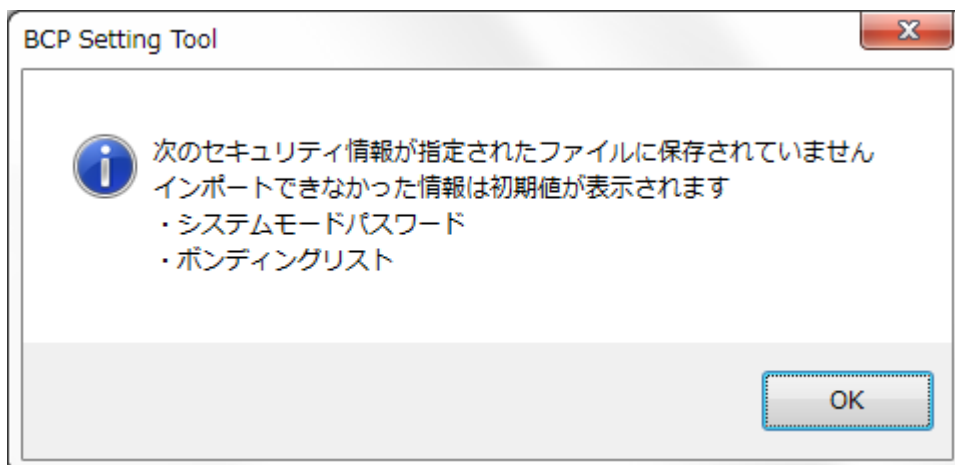 BCP Setting Tool
次のセキュリティ情報が指定されたファイルに保存されていません
インポートできなかった情報は初期値が表示されます
・システムモードパスワード
・ボンディングリスト
OK